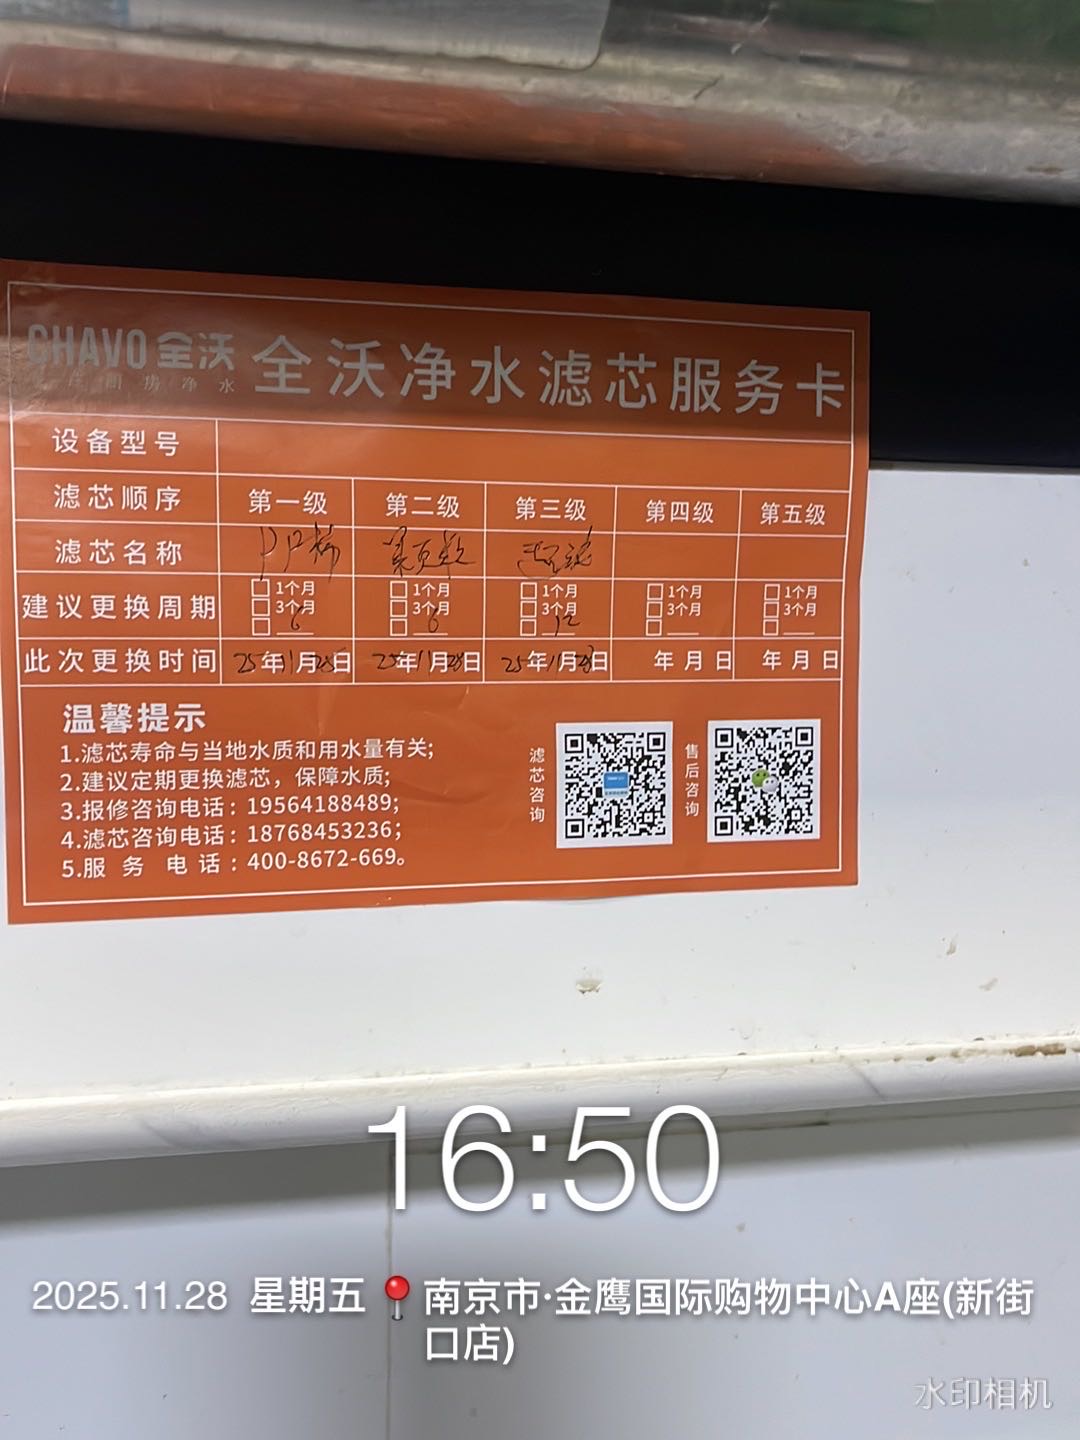 CHAVO 全沃
全沃净水滤芯服务卡
设备型号
滤芯顺序 第一级 第二级 第三级 第四级 第五级
滤芯名称 PP棉
建议更换周期 1个月 1个月 1个月 1个月 1个月
3个月 3个月 3个月 3个月 3个月
6 6 12
此次更换时间 25年11月28日 25年11月28日 25年11月28日 年 月 日 年 月 日
温馨提示
1.滤芯寿命与当地水质和用水量有关;
2.建议定期更换滤芯，保障水质;
3.报修咨询电话：19564188489;
4.滤芯咨询电话：18768453236;
5.服 务 电 话：400-8672-669。
滤芯咨询
售后咨询
16:50
2025.11.28 星期五 南京市·金鹰国际购物中心A座(新街
口店)
水印相机